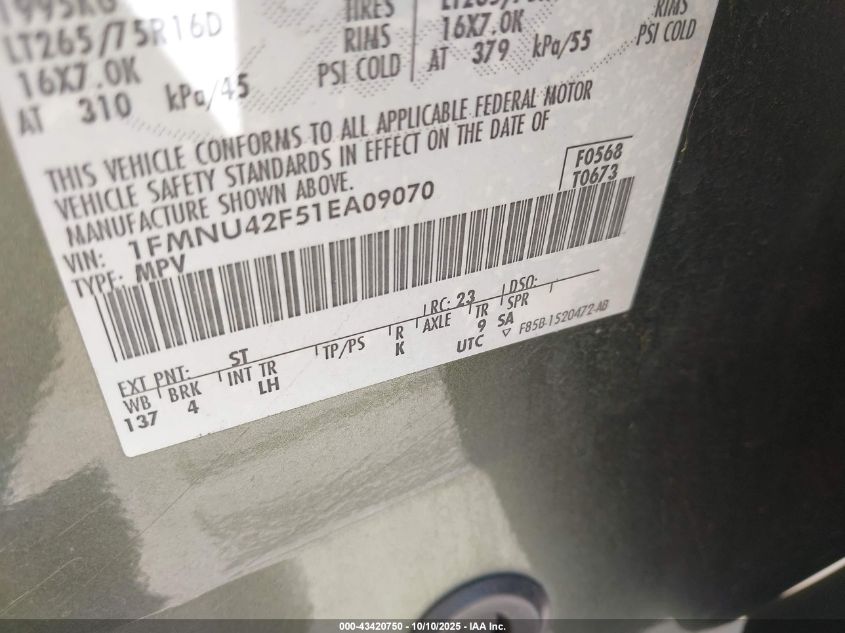 1995KG
LT265/75R16D TIRES
16X7.0K RIMS 16X7.0K RIMS
AT 310 kPa/45 PSI COLD AT 379 kPa/55 PSI COLD
THIS VEHICLE CONFORMS TO ALL APPLICABLE FEDERAL MOTOR
VEHICLE SAFETY STANDARDS IN EFFECT ON THE DATE OF
MANUFACTURE SHOWN ABOVE.
F0568
T0673
VIN: 1FMNU42F51EA09070
TYPE: MPV
EXT PNT: ST RC: 23 DSO:
WB BRK INT TR TP/PS R AXLE TR SPR
137 4 LH K 9 SA
UTC ▽ F85B-1520472-AB
000-43420750 - 10/10/2025 - IAA Inc.